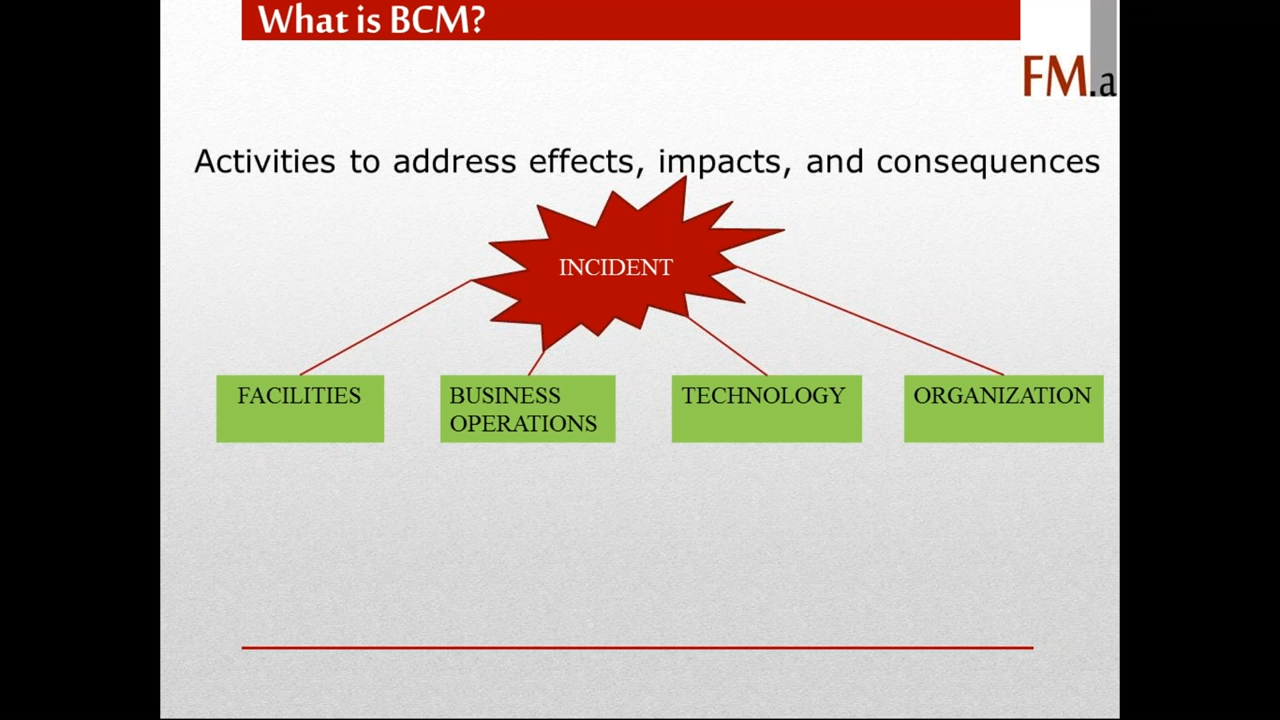 What is BCM?
FM.a
Activities to address effects, impacts, and consequences
INCIDENT
FACILITIES
BUSINESS
OPERATIONS
TECHNOLOGY
ORGANIZATION